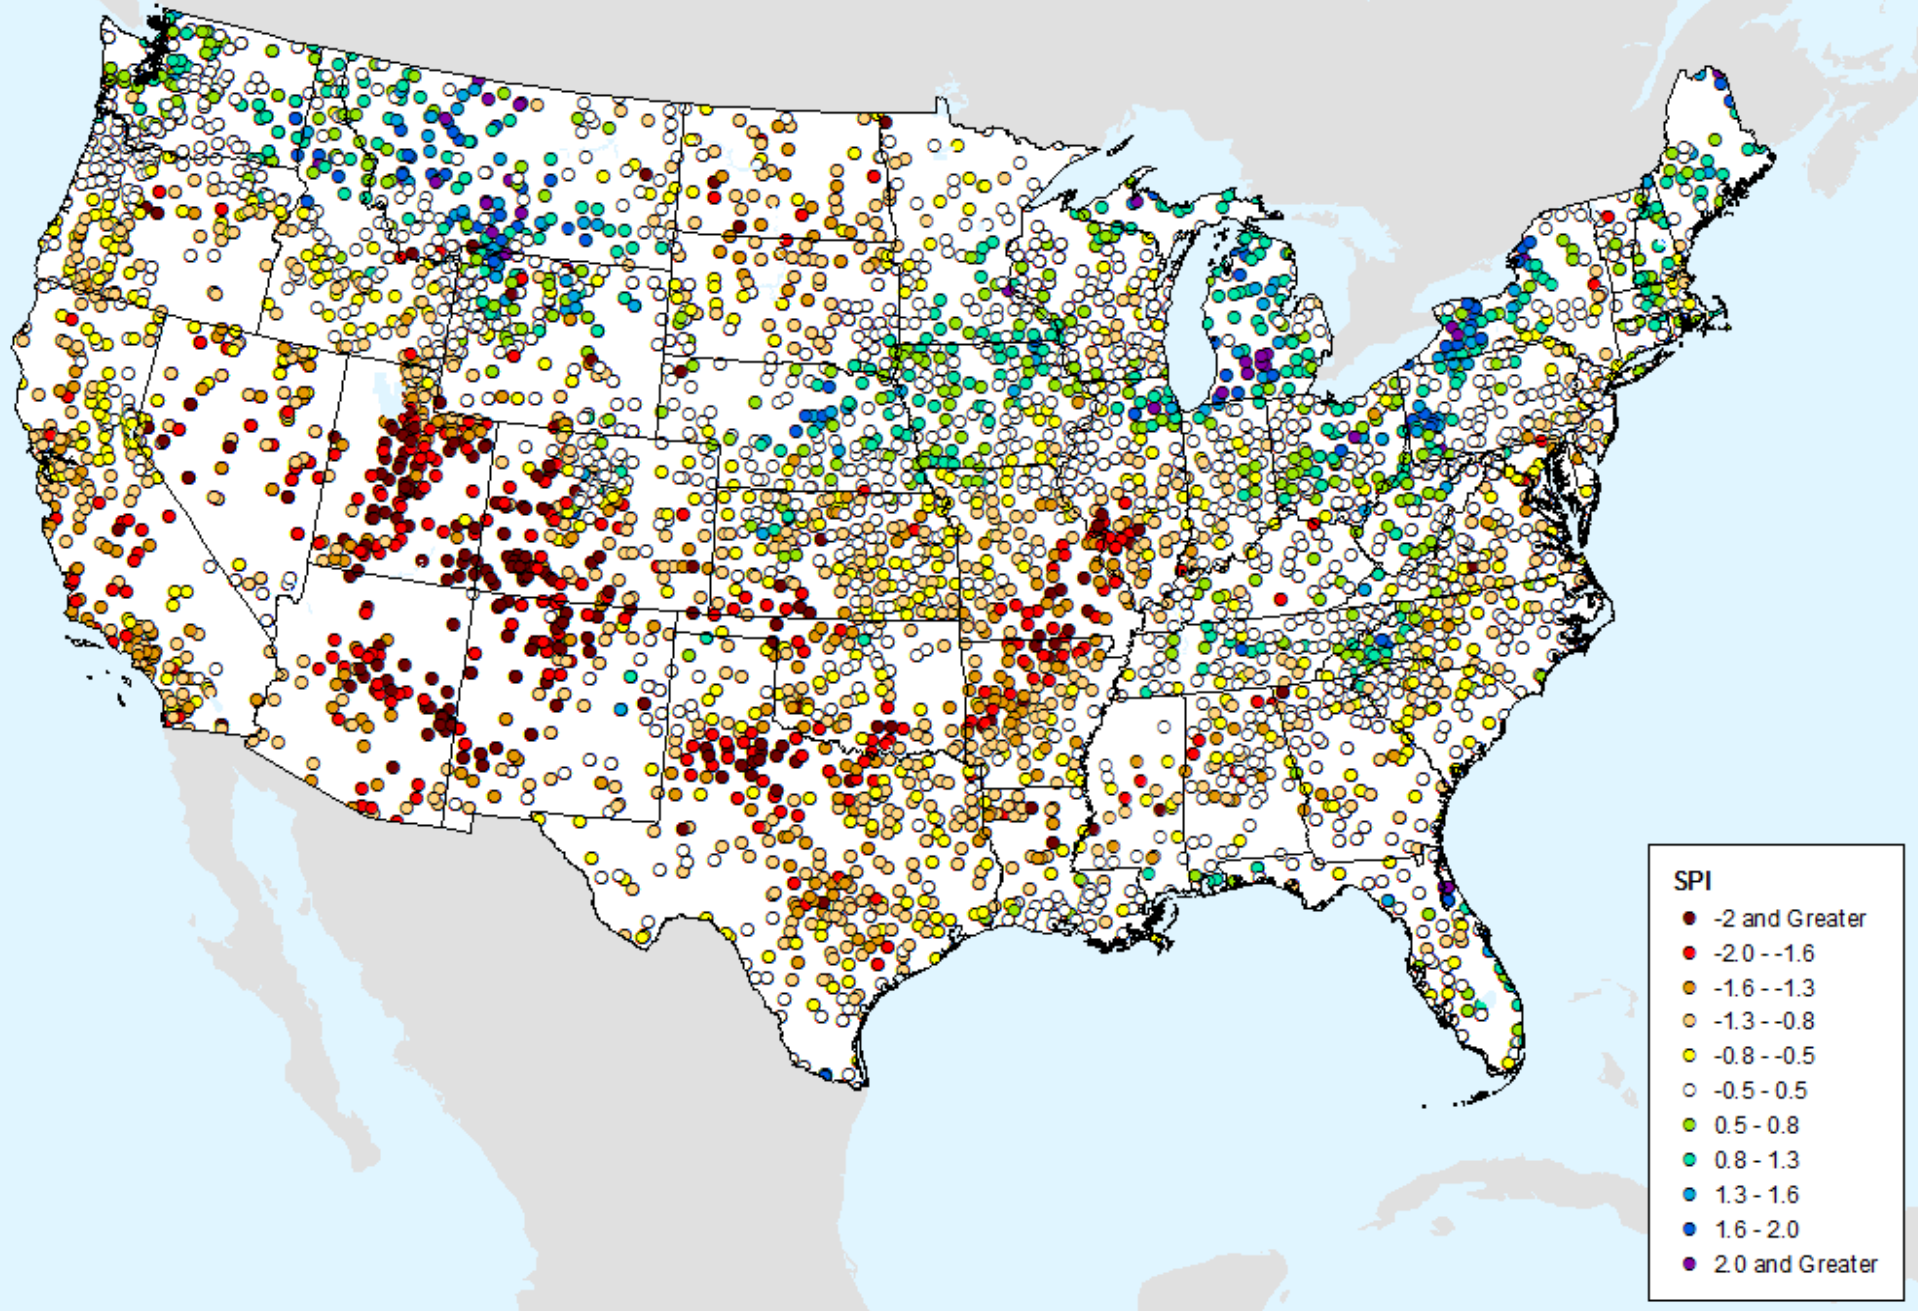 SPI
-2 and Greater
-2.0 - -1.6
-1.6 - -1.3
-1.3 - -0.8
-0.8 - -0.5
-0.5 - 0.5
0.5 - 0.8
0.8 - 1.3
1.3 - 1.6
1.6 - 2.0
2.0 and Greater